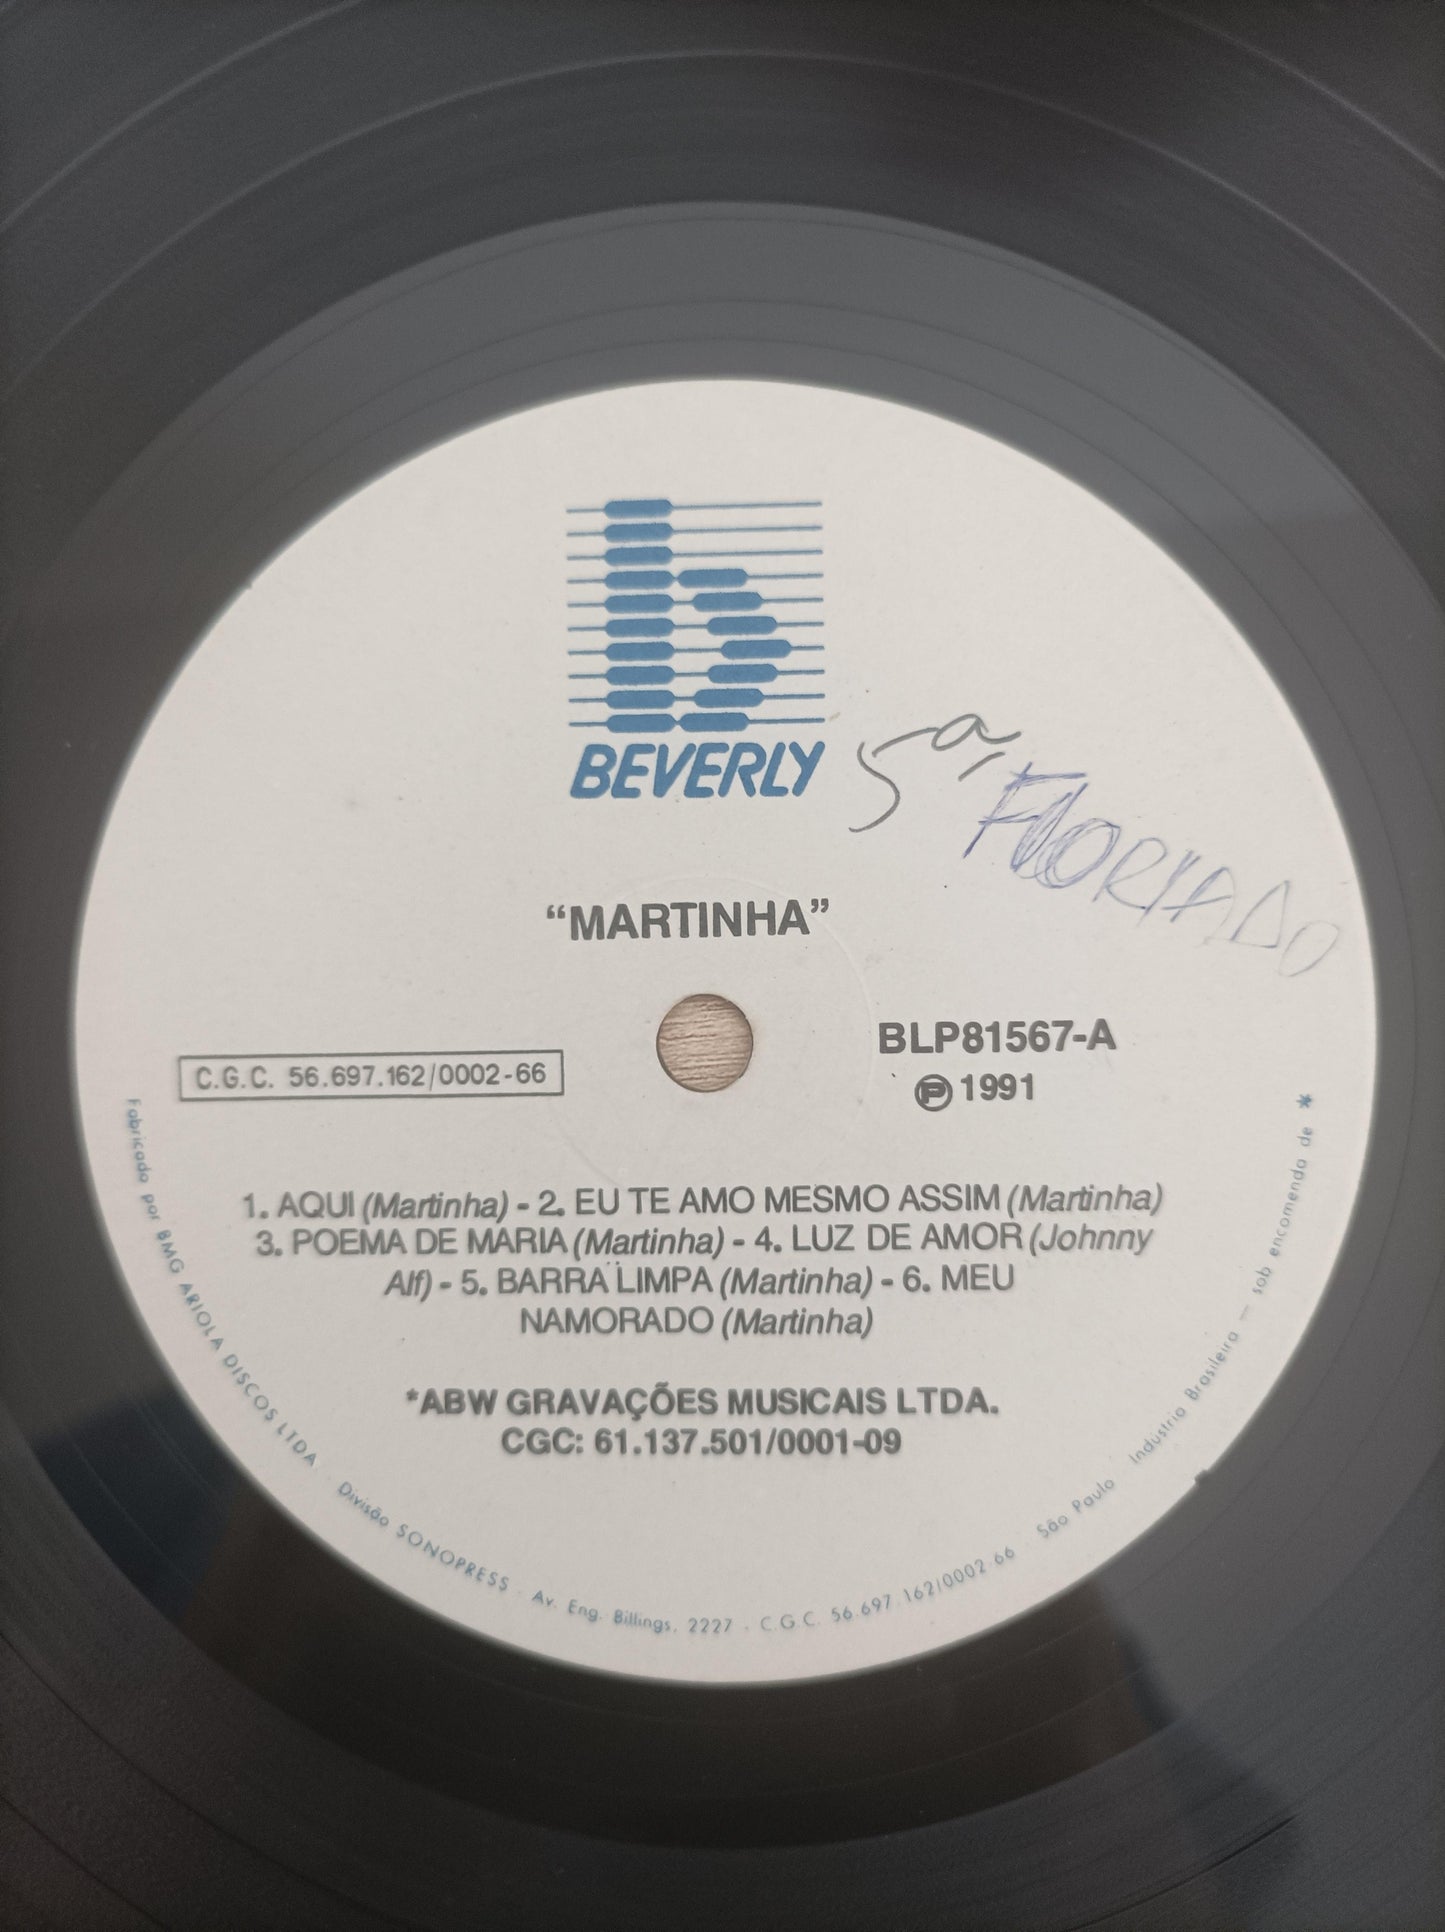 BEVERLY
5a,
"MARTINHA"
BLP81567-A
Ⓟ 1991
C.G.C. 56.697.162/0002-66
1. AQUI (Martinha) - 2. EU TE AMO MESMO ASSIM (Martinha)
3. POEMA DE MARIA (Martinha) - 4. LUZ DE AMOR (Johnny
Alf) - 5. BARRA LIMPA (Martinha) - 6. MEU
NAMORADO (Martinha)
*ABW GRAVAÇÕES MUSICAIS LTDA.
CGC: 61.137.501/0001-09
Fabricado por BMG ARIOLA DISCOS LTDA · Divisão SONOPRESS · Av. Eng. Billings, 2227 · C.G.C. 56.697.162/0002-66 · São Paulo Indústria Brasileira — sob encomenda de *